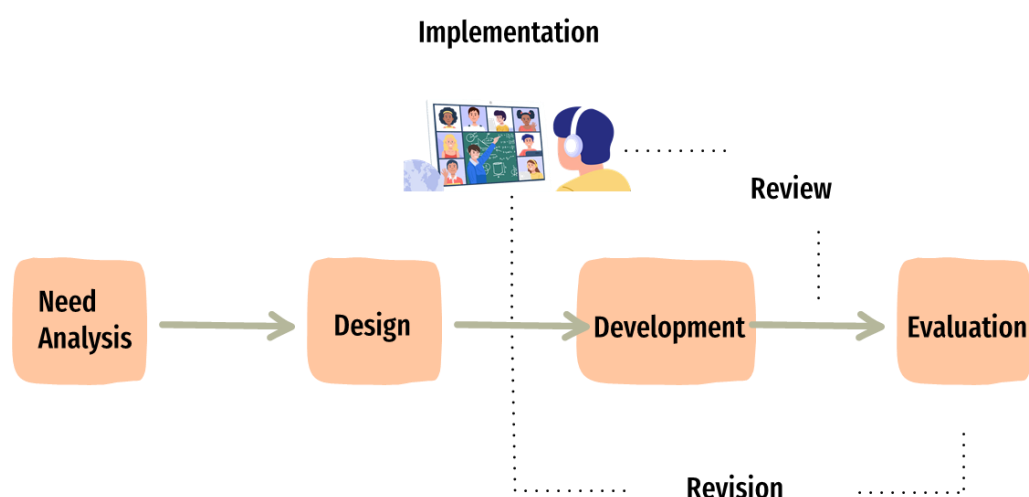 Implementation
Review
Need
Analysis
Design
Development
Evaluation
Revision